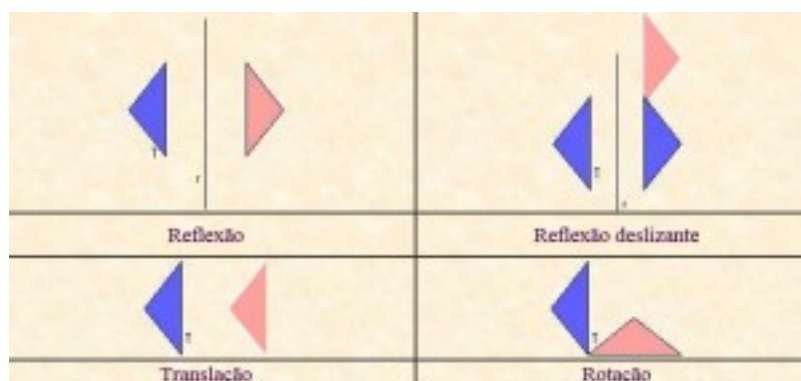 T
r
Reflexão
T
r
Reflexão deslizante
T
Translação
T
Rotação